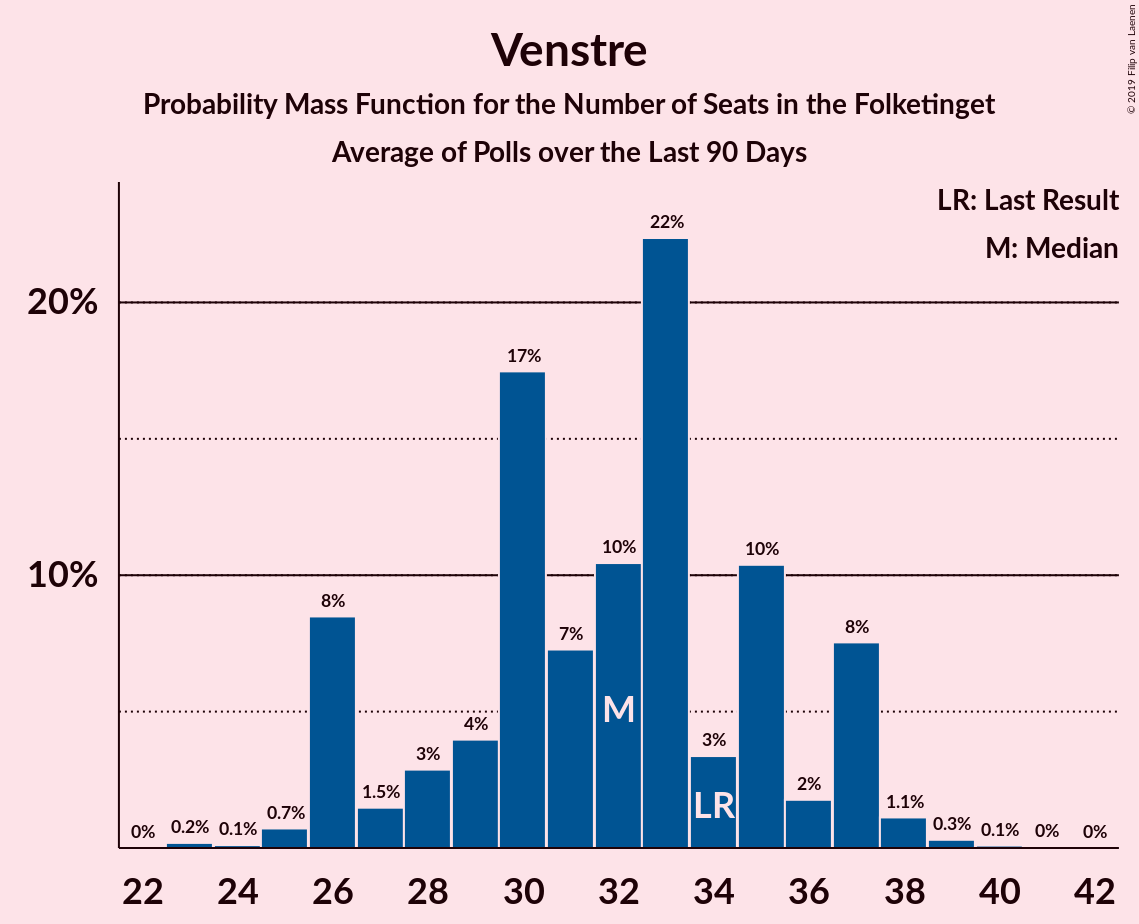 Venstre
Probability Mass Function for the Number of Seats in the Folketinget
Average of Polls over the Last 90 Days
© 2019 Filip van Laenen
LR: Last Result
M: Median
20%
10%
0%
0.2%
0.1%
0.7%
8%
1.5%
3%
4%
17%
7%
10%
22%
3%
10%
2%
8%
1.1%
0.3%
0.1%
0%
0%
M
LR
22 24 26 28 30 32 34 36 38 40 42